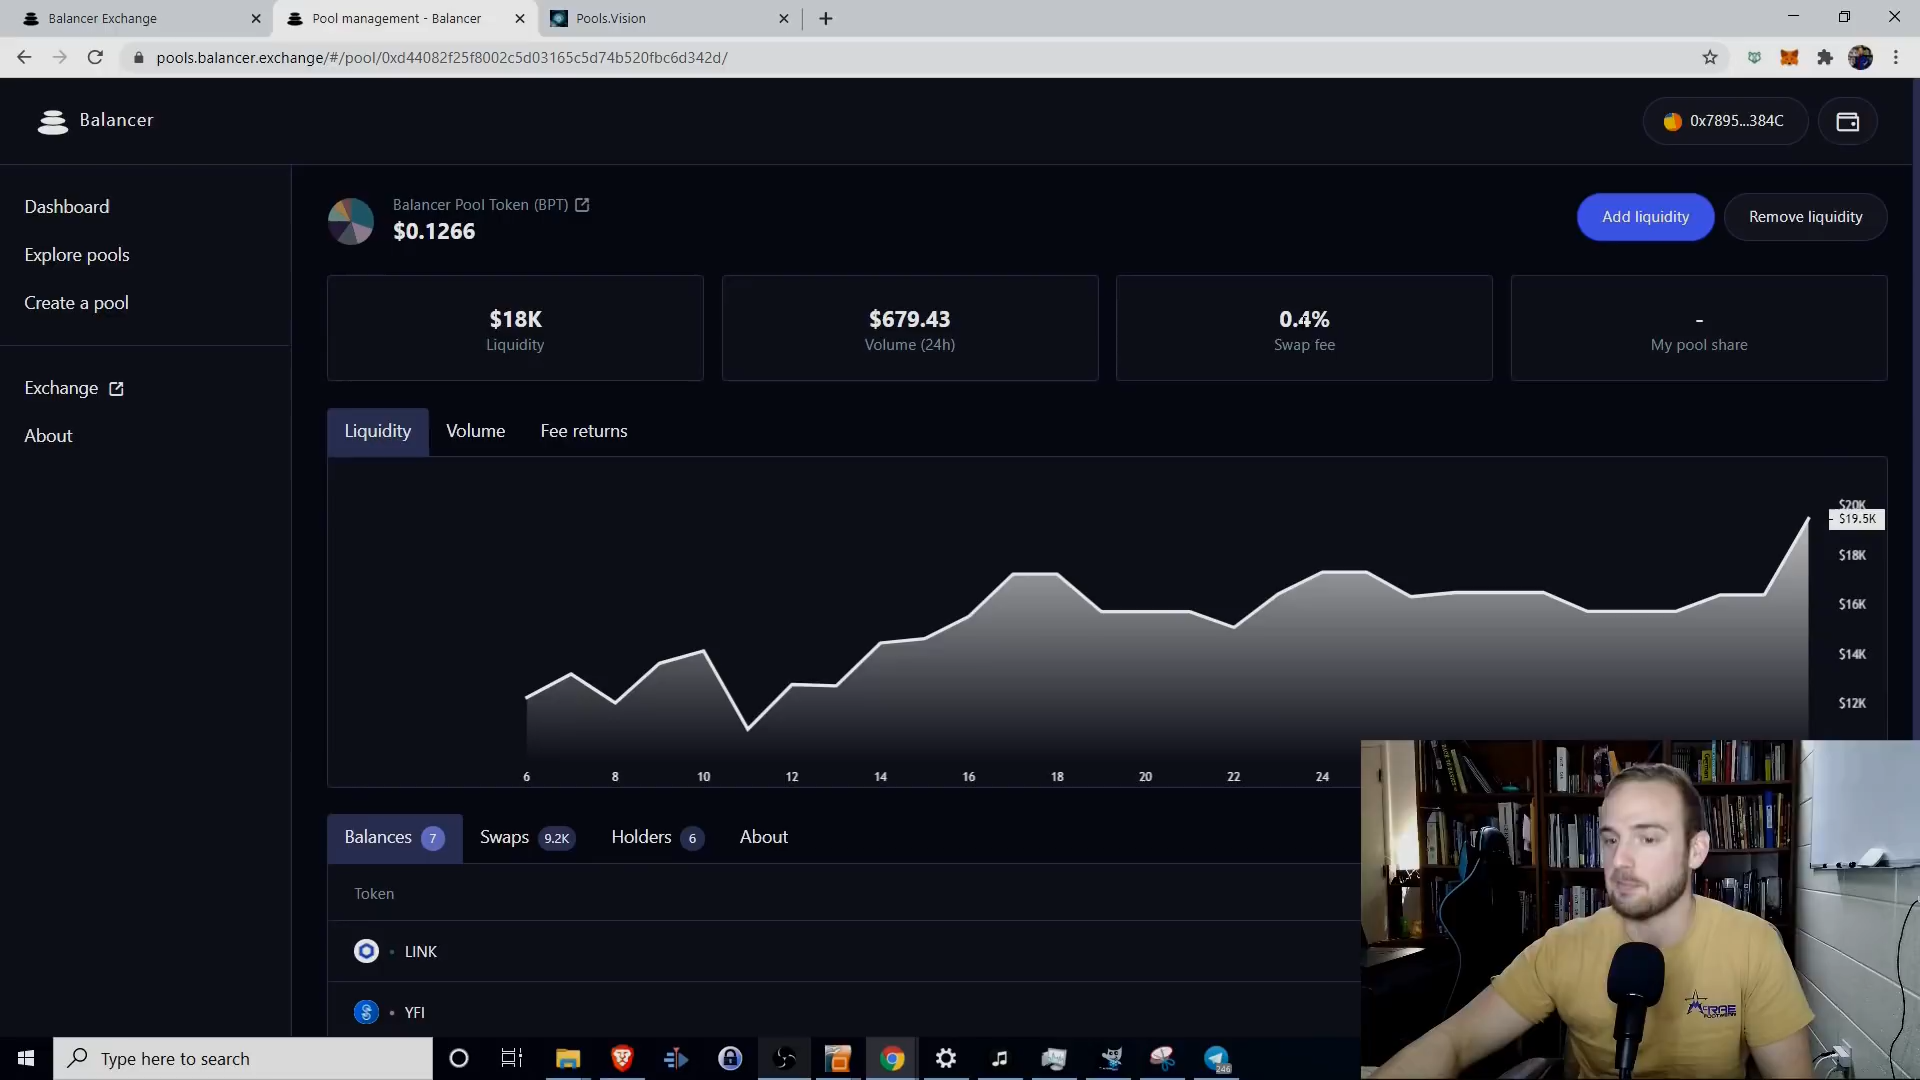 Balancer Exchange
Pool management - Balancer
Pools.Vision
pools.balancer.exchange/#/pool/0xd44082f25f8002c5d03165c5d74b520fbc6d342d/
Balancer
0x7895...384C
Dashboard
Explore pools
Create a pool
Exchange
About
Balancer Pool Token (BPT)
$0.1266
Add liquidity
Remove liquidity
$18K
Liquidity
$679.43
Volume (24h)
0.4%
Swap fee
-
My pool share
Liquidity
Volume
Fee returns
$20K
$19.5K
$18K
$16K
$14K
$12K
6 8 10 12 14 16 18 20 22 24
Balances 7
Swaps 9.2K
Holders 6
About
Token
LINK
YFI
McRAE
Type here to search
246